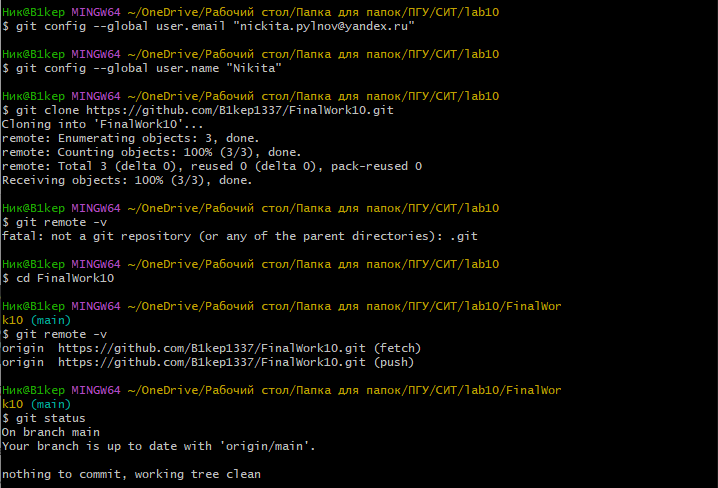 Ник@B1kep MINGW64 ~/OneDrive/Рабочий стол/Папка для папок/ПГУ/СИТ/lab10
$ git config --global user.email "nickita.pylnov@yandex.ru"
Ник@B1kep MINGW64 ~/OneDrive/Рабочий стол/Папка для папок/ПГУ/СИТ/lab10
$ git config --global user.name "Nikita"
Ник@B1kep MINGW64 ~/OneDrive/Рабочий стол/Папка для папок/ПГУ/СИТ/lab10
$ git clone https://github.com/B1kep1337/FinalWork10.git
Cloning into 'FinalWork10'...
remote: Enumerating objects: 3, done.
remote: Counting objects: 100% (3/3), done.
remote: Total 3 (delta 0), reused 0 (delta 0), pack-reused 0
Receiving objects: 100% (3/3), done.
Ник@B1kep MINGW64 ~/OneDrive/Рабочий стол/Папка для папок/ПГУ/СИТ/lab10
$ git remote -v
fatal: not a git repository (or any of the parent directories): .git
Ник@B1kep MINGW64 ~/OneDrive/Рабочий стол/Папка для папок/ПГУ/СИТ/lab10
$ cd FinalWork10
Ник@B1kep MINGW64 ~/OneDrive/Рабочий стол/Папка для папок/ПГУ/СИТ/lab10/FinalWor
k10 (main)
$ git remote -v
origin  https://github.com/B1kep1337/FinalWork10.git (fetch)
origin  https://github.com/B1kep1337/FinalWork10.git (push)
Ник@B1kep MINGW64 ~/OneDrive/Рабочий стол/Папка для папок/ПГУ/СИТ/lab10/FinalWor
k10 (main)
$ git status
On branch main
Your branch is up to date with 'origin/main'.
nothing to commit, working tree clean